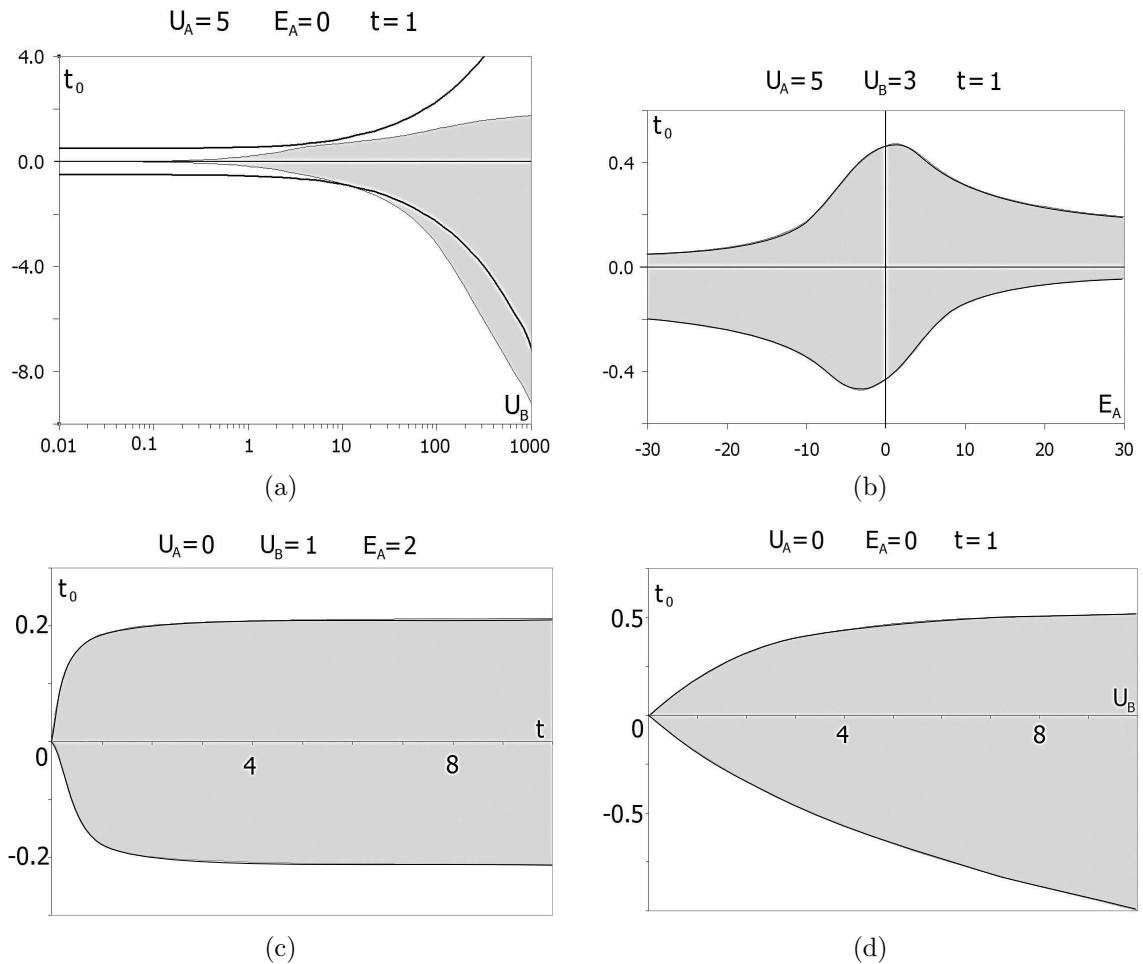 U_A=5 E_A=0 t=1
4.0
t_0
0.0
-4.0
-8.0
U_B
0.01 0.1 1 10 100 1000
(a)
U_A=5 U_B=3 t=1
t_0
0.4
0.0
-0.4
E_A
-30 -20 -10 0 10 20 30
(b)
U_A=0 U_B=1 E_A=2
t_0
0.2
t
0 4 8
-0.2
(c)
U_A=0 E_A=0 t=1
t_0
0.5
U_B
0 4 8
-0.5
(d)